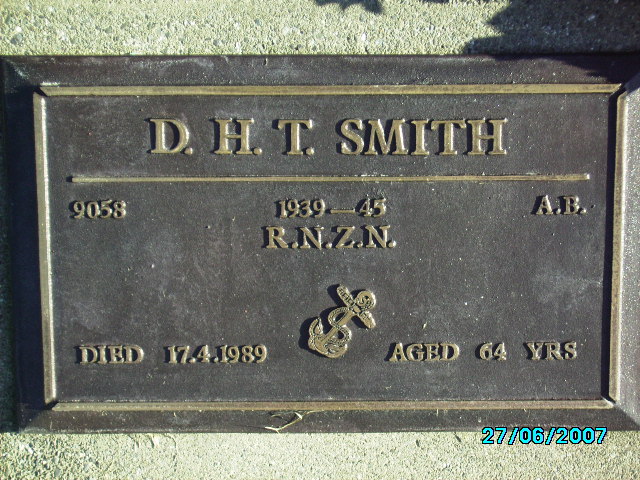 D. H. T. SMITH
9058 1939 — 45 A.B.
R.N.Z.N.
DIED 17.4.1989 AGED 64 YRS
27/06/2007